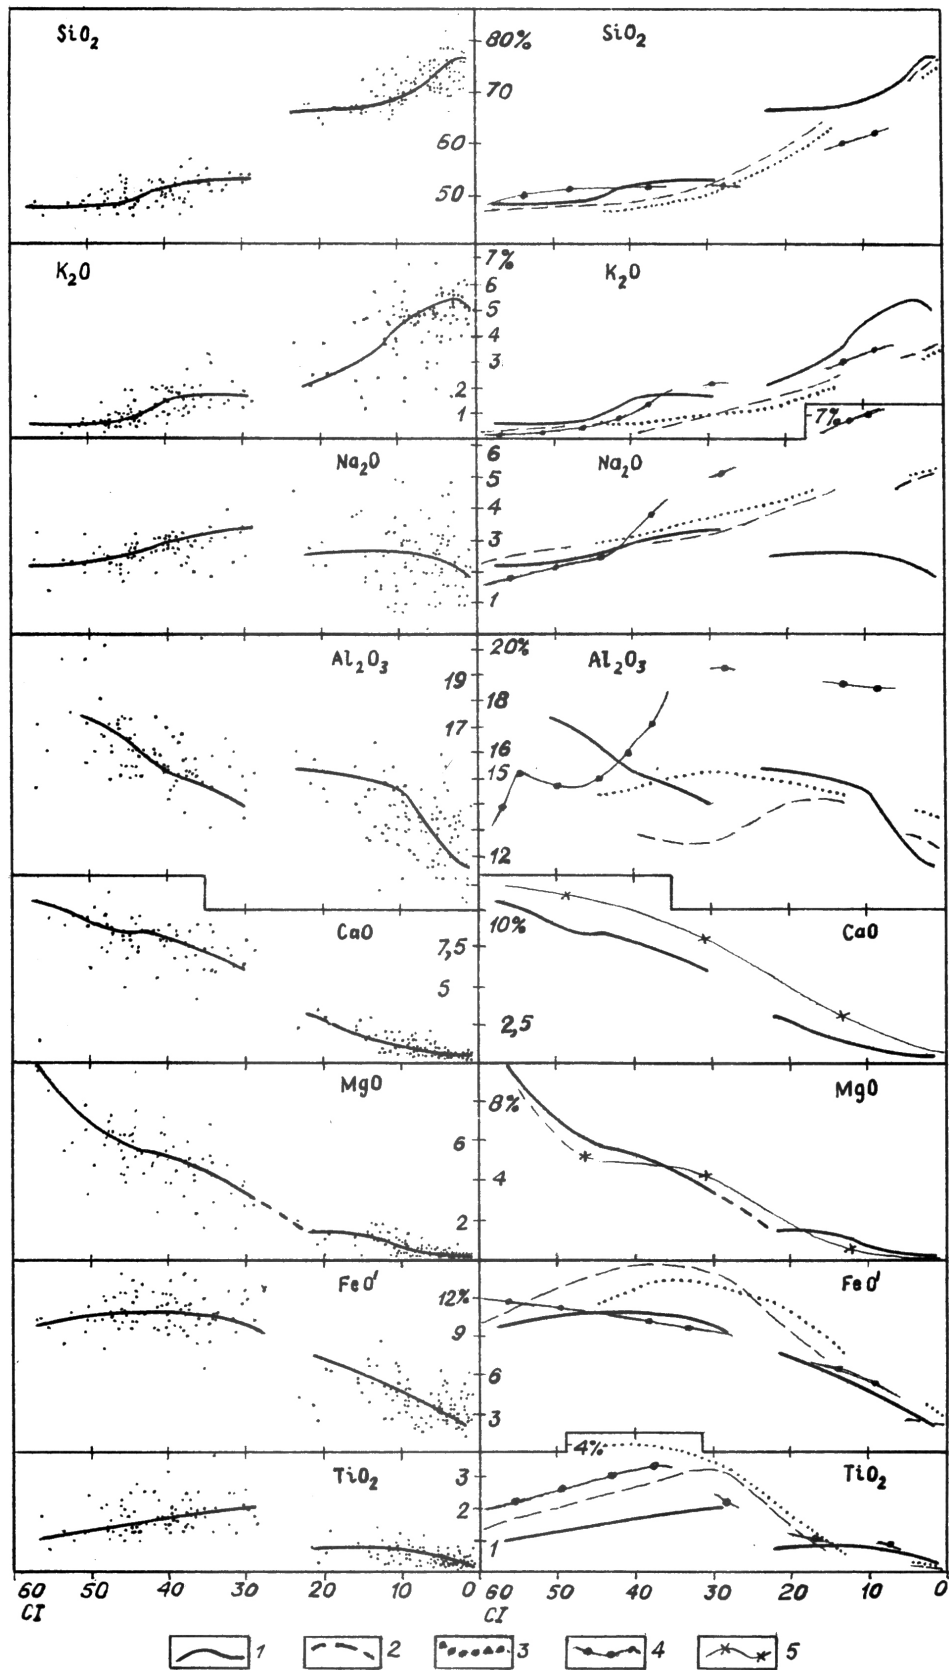 SiO₂
80%
SiO₂
70
60
50
K₂O
7%
K₂O
6
5
4
3
2
1
7%
Na₂O
6
Na₂O
5
4
3
1
Al₂O₃
20%
Al₂O₃
19
18
17
16
15
12
CaO
10%
CaO
7,5
5
2,5
MgO
8%
MgO
6
4
2
FeO'
12%
FeO'
9
6
3
4%
TiO₂
3
TiO₂
2
1
60 50 40 30 20 10 0 60 50 40 30 20 10 0
CI CI
1 2 3 4 5